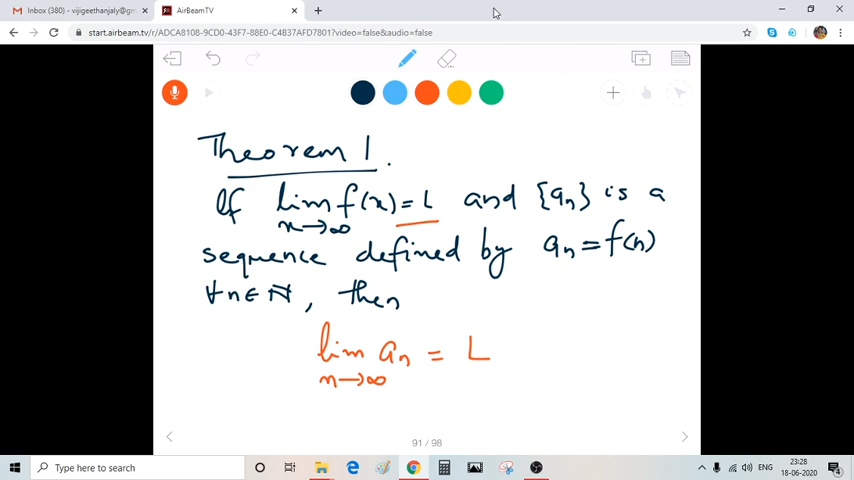 Inbox (380) - vijigeethanjaly@gm
AirBeamTV
start.airbeam.tv/r/ADCA8108-9CD0-43F7-88E0-C4B37AFD7801?video=false&audio=false
Theorem 1.
If lim f(x) = L and {aₙ} is a
x→∞
sequence defined by aₙ = f(n)
∀n∈ℕ, then
lim aₙ = L
n→∞
91 / 98
Type here to search
ENG
23:28
18-06-2020
4